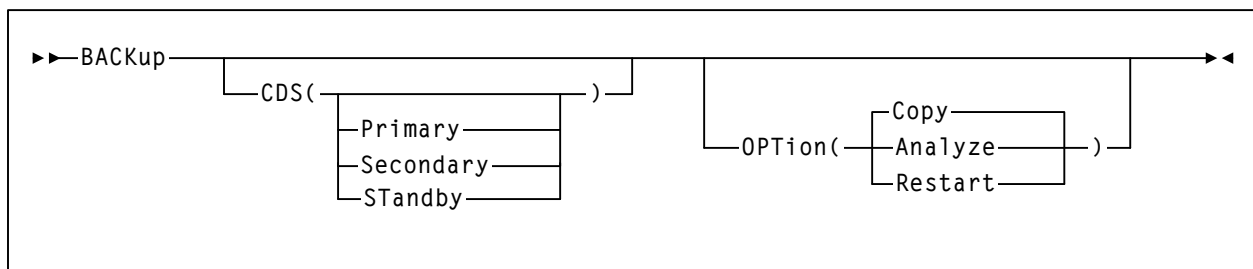 BACKup
CDS( )
Primary
Secondary
STandby
OPTion( Copy
Analyze )
Restart